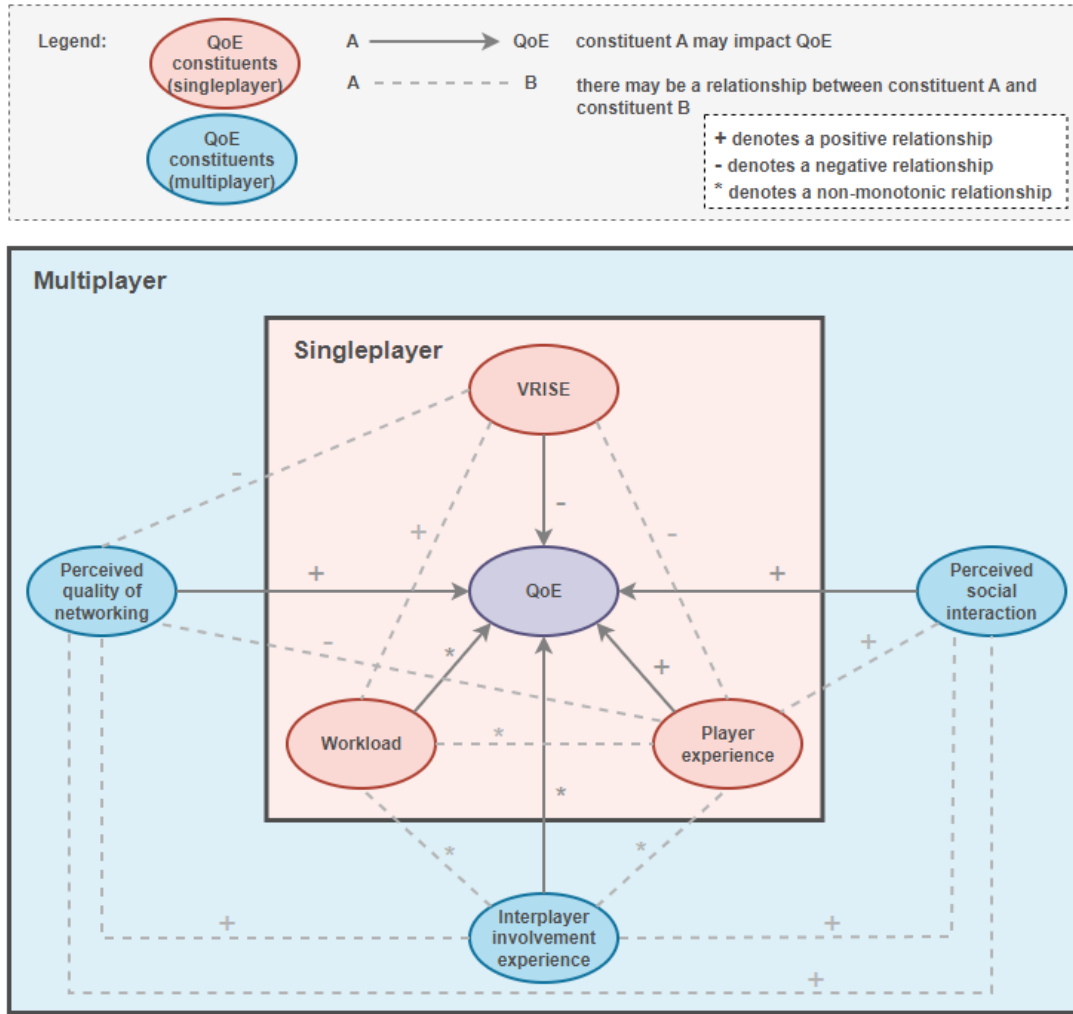 Legend:
QoE
constituents
(singleplayer)
A
QoE
constituent A may impact QoE
A
B
there may be a relationship between constituent A and
constituent B
QoE
constituents
(multiplayer)
+ denotes a positive relationship
- denotes a negative relationship
* denotes a non-monotonic relationship
Multiplayer
Singleplayer
VRISE
-
+
-
-
Perceived
quality of
networking
+
QoE
+
Perceived
social
interaction
-
*
+
+
Workload
*
Player
experience
*
*
*
Interplayer
involvement
experience
+
+
+